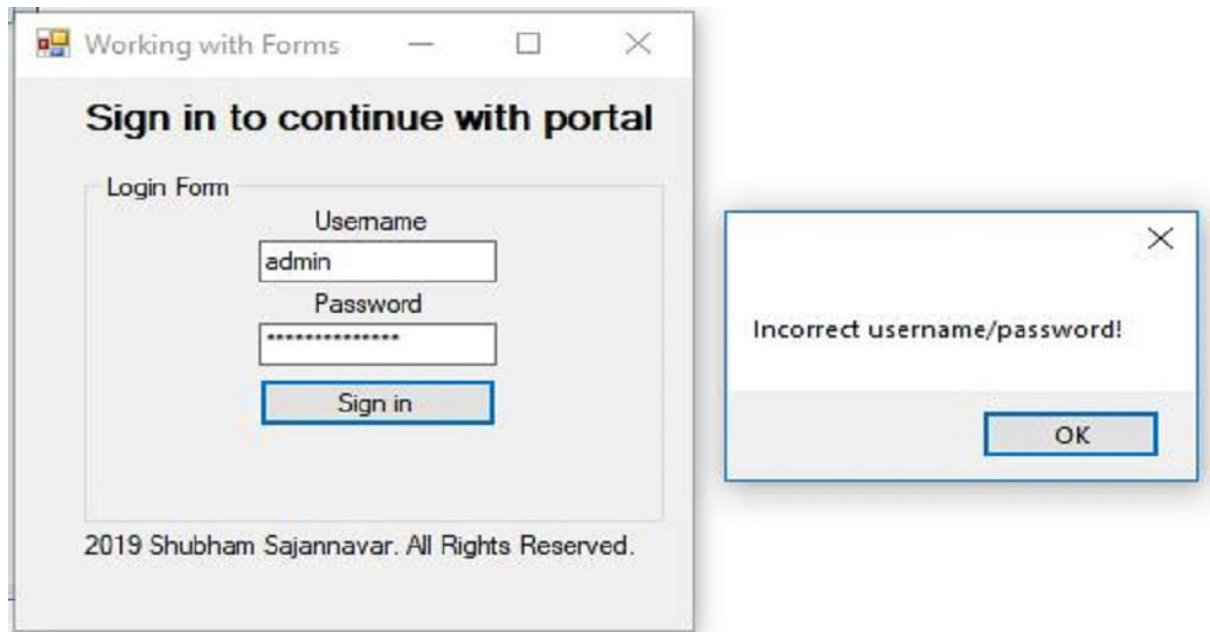 Working with Forms
Sign in to continue with portal
Login Form
Username
admin
Password
**************
Sign in
2019 Shubham Sajannavar. All Rights Reserved.
Incorrect username/password!
OK